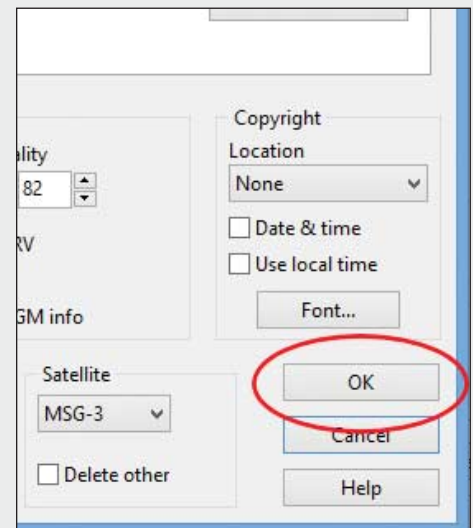 Copyright
ality
Location
82
None
Date & time
RV
Use local time
GM info
Font...
Satellite
OK
MSG-3
Cancel
Delete other
Help